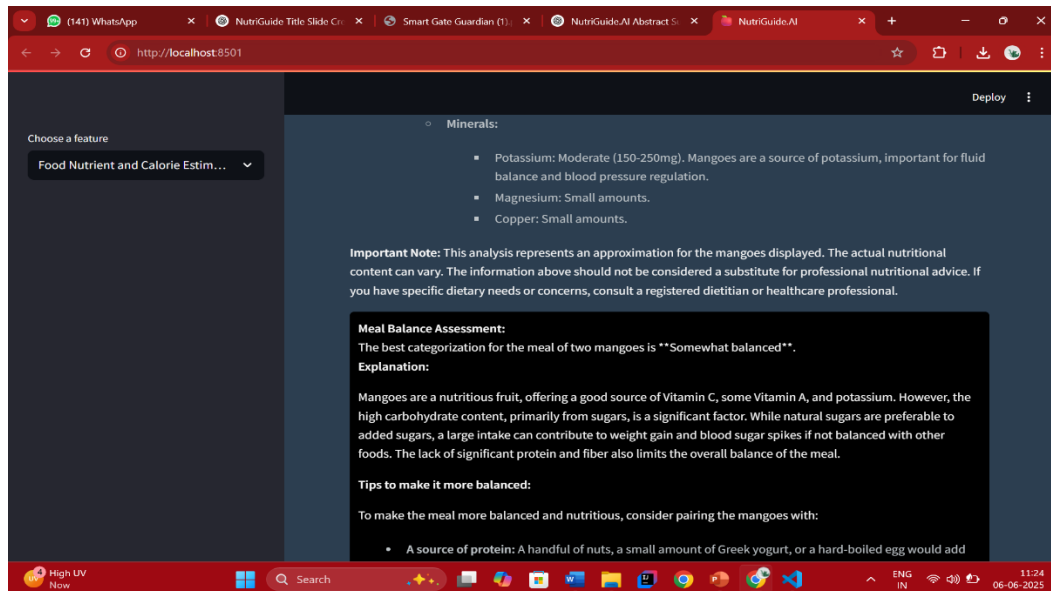 (141) WhatsApp
NutriGuide Title Slide Cr
Smart Gate Guardian (1).
NutriGuide.AI Abstract S
NutriGuide.AI
http://localhost:8501
Deploy
Choose a feature
Food Nutrient and Calorie Estim...
Minerals:
Potassium: Moderate (150-250mg). Mangoes are a source of potassium, important for fluid
balance and blood pressure regulation.
Magnesium: Small amounts.
Copper: Small amounts.
Important Note: This analysis represents an approximation for the mangoes displayed. The actual nutritional
content can vary. The information above should not be considered a substitute for professional nutritional advice. If
you have specific dietary needs or concerns, consult a registered dietitian or healthcare professional.
Meal Balance Assessment:
The best categorization for the meal of two mangoes is **Somewhat balanced**.
Explanation:
Mangoes are a nutritious fruit, offering a good source of Vitamin C, some Vitamin A, and potassium. However, the
high carbohydrate content, primarily from sugars, is a significant factor. While natural sugars are preferable to
added sugars, a large intake can contribute to weight gain and blood sugar spikes if not balanced with other
foods. The lack of significant protein and fiber also limits the overall balance of the meal.
Tips to make it more balanced:
To make the meal more balanced and nutritious, consider pairing the mangoes with:
A source of protein: A handful of nuts, a small amount of Greek yogurt, or a hard-boiled egg would add
High UV
Now
Search
ENG
IN
11:24
06-06-2025